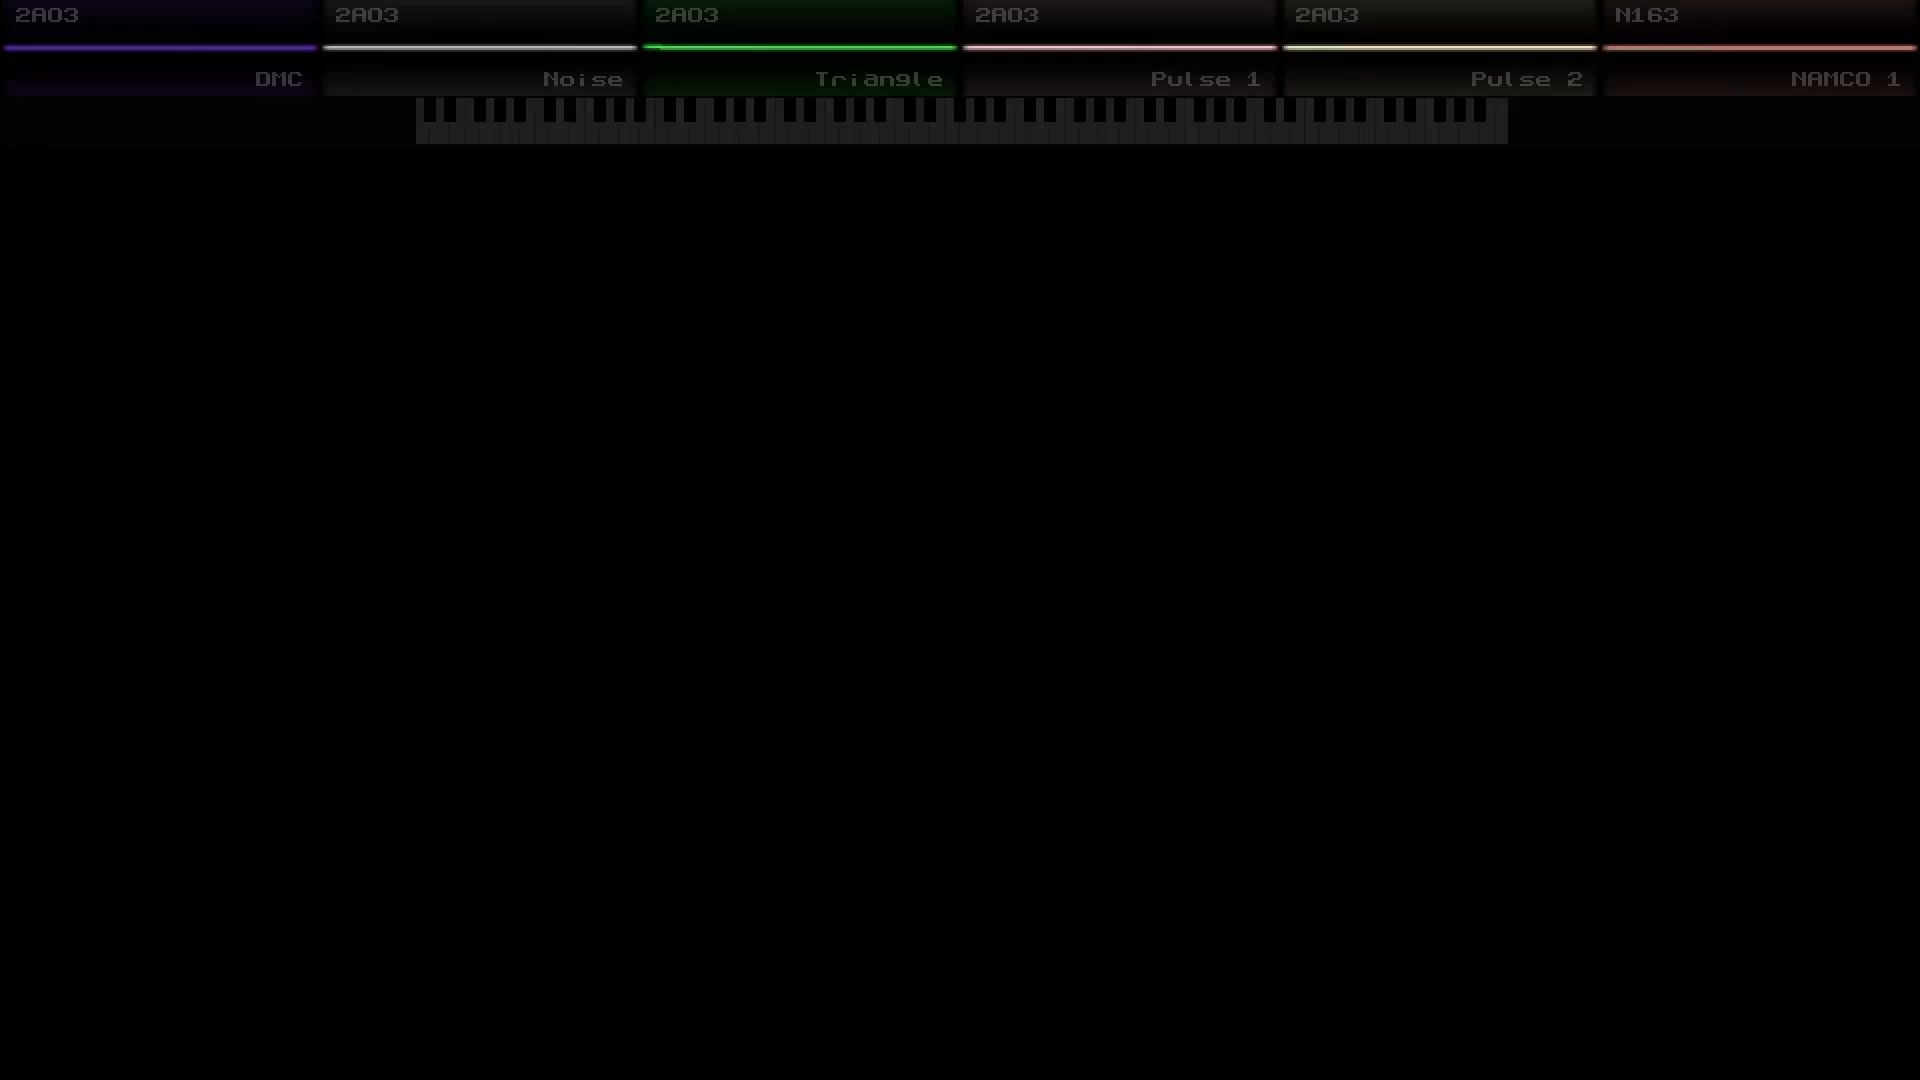 2A03 2A03 2A03 2A03 2A03 N163
DMC Noise Triangle Pulse 1 Pulse 2 NAMCO 1